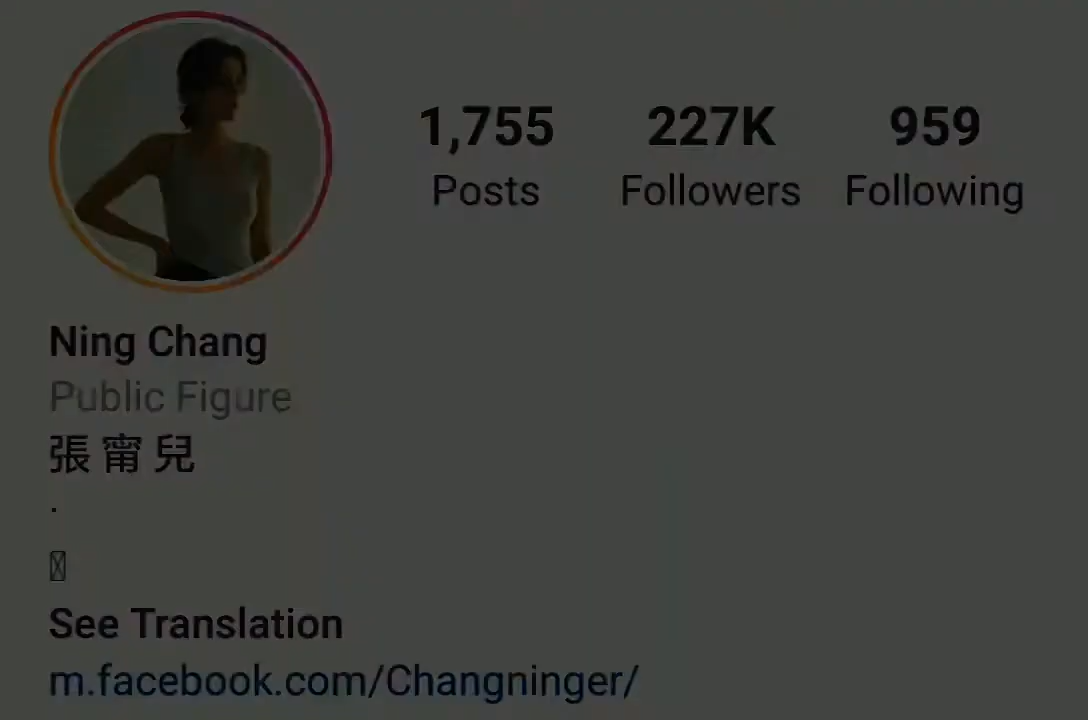 1,755 227K 959
Posts Followers Following
Ning Chang
Public Figure
張甯兒
.
See Translation
m.facebook.com/Changninger/